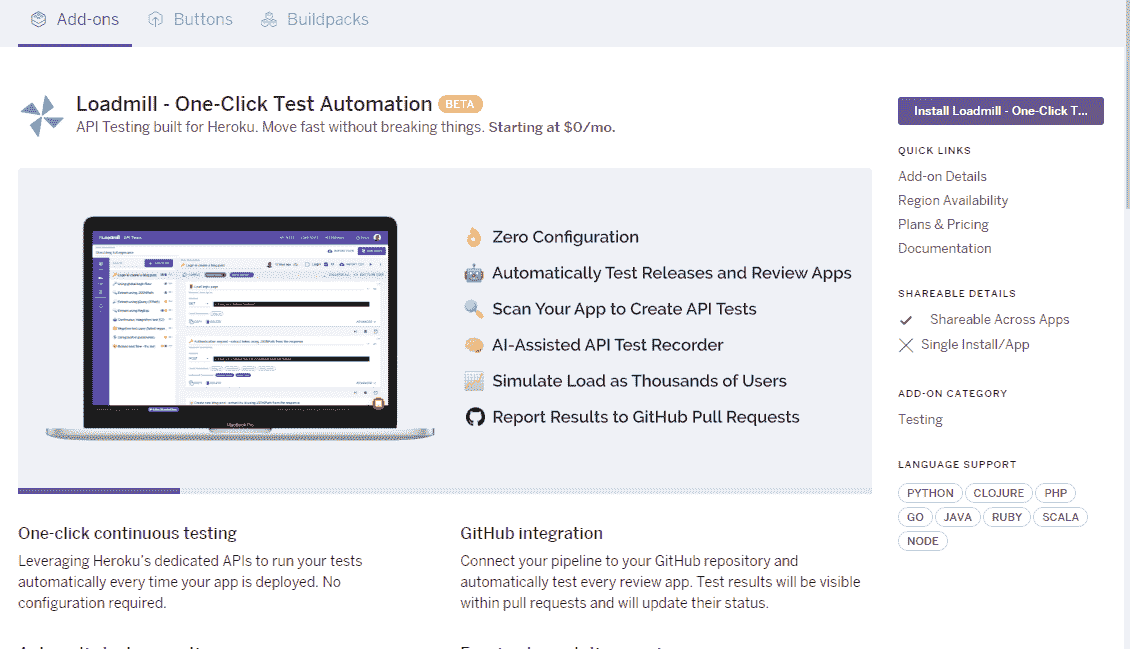 Add-ons
Buttons
Buildpacks
Loadmill - One-Click Test Automation BETA
API Testing built for Heroku. Move fast without breaking things. Starting at $0/mo.
Loadmill
Zero Configuration
Automatically Test Releases and Review Apps
Scan Your App to Create API Tests
AI-Assisted API Test Recorder
Simulate Load as Thousands of Users
Report Results to GitHub Pull Requests
One-click continuous testing
Leveraging Heroku's dedicated APIs to run your tests
automatically every time your app is deployed. No
configuration required.
GitHub integration
Connect your pipeline to your GitHub repository and
automatically test every review app. Test results will be visible
within pull requests and will update their status.
Install Loadmill - One-Click T...
QUICK LINKS
Add-on Details
Region Availability
Plans & Pricing
Documentation
SHAREABLE DETAILS
Shareable Across Apps
Single Install/App
ADD-ON CATEGORY
Testing
LANGUAGE SUPPORT
PYTHON CLOJURE PHP
GO JAVA RUBY SCALA
NODE